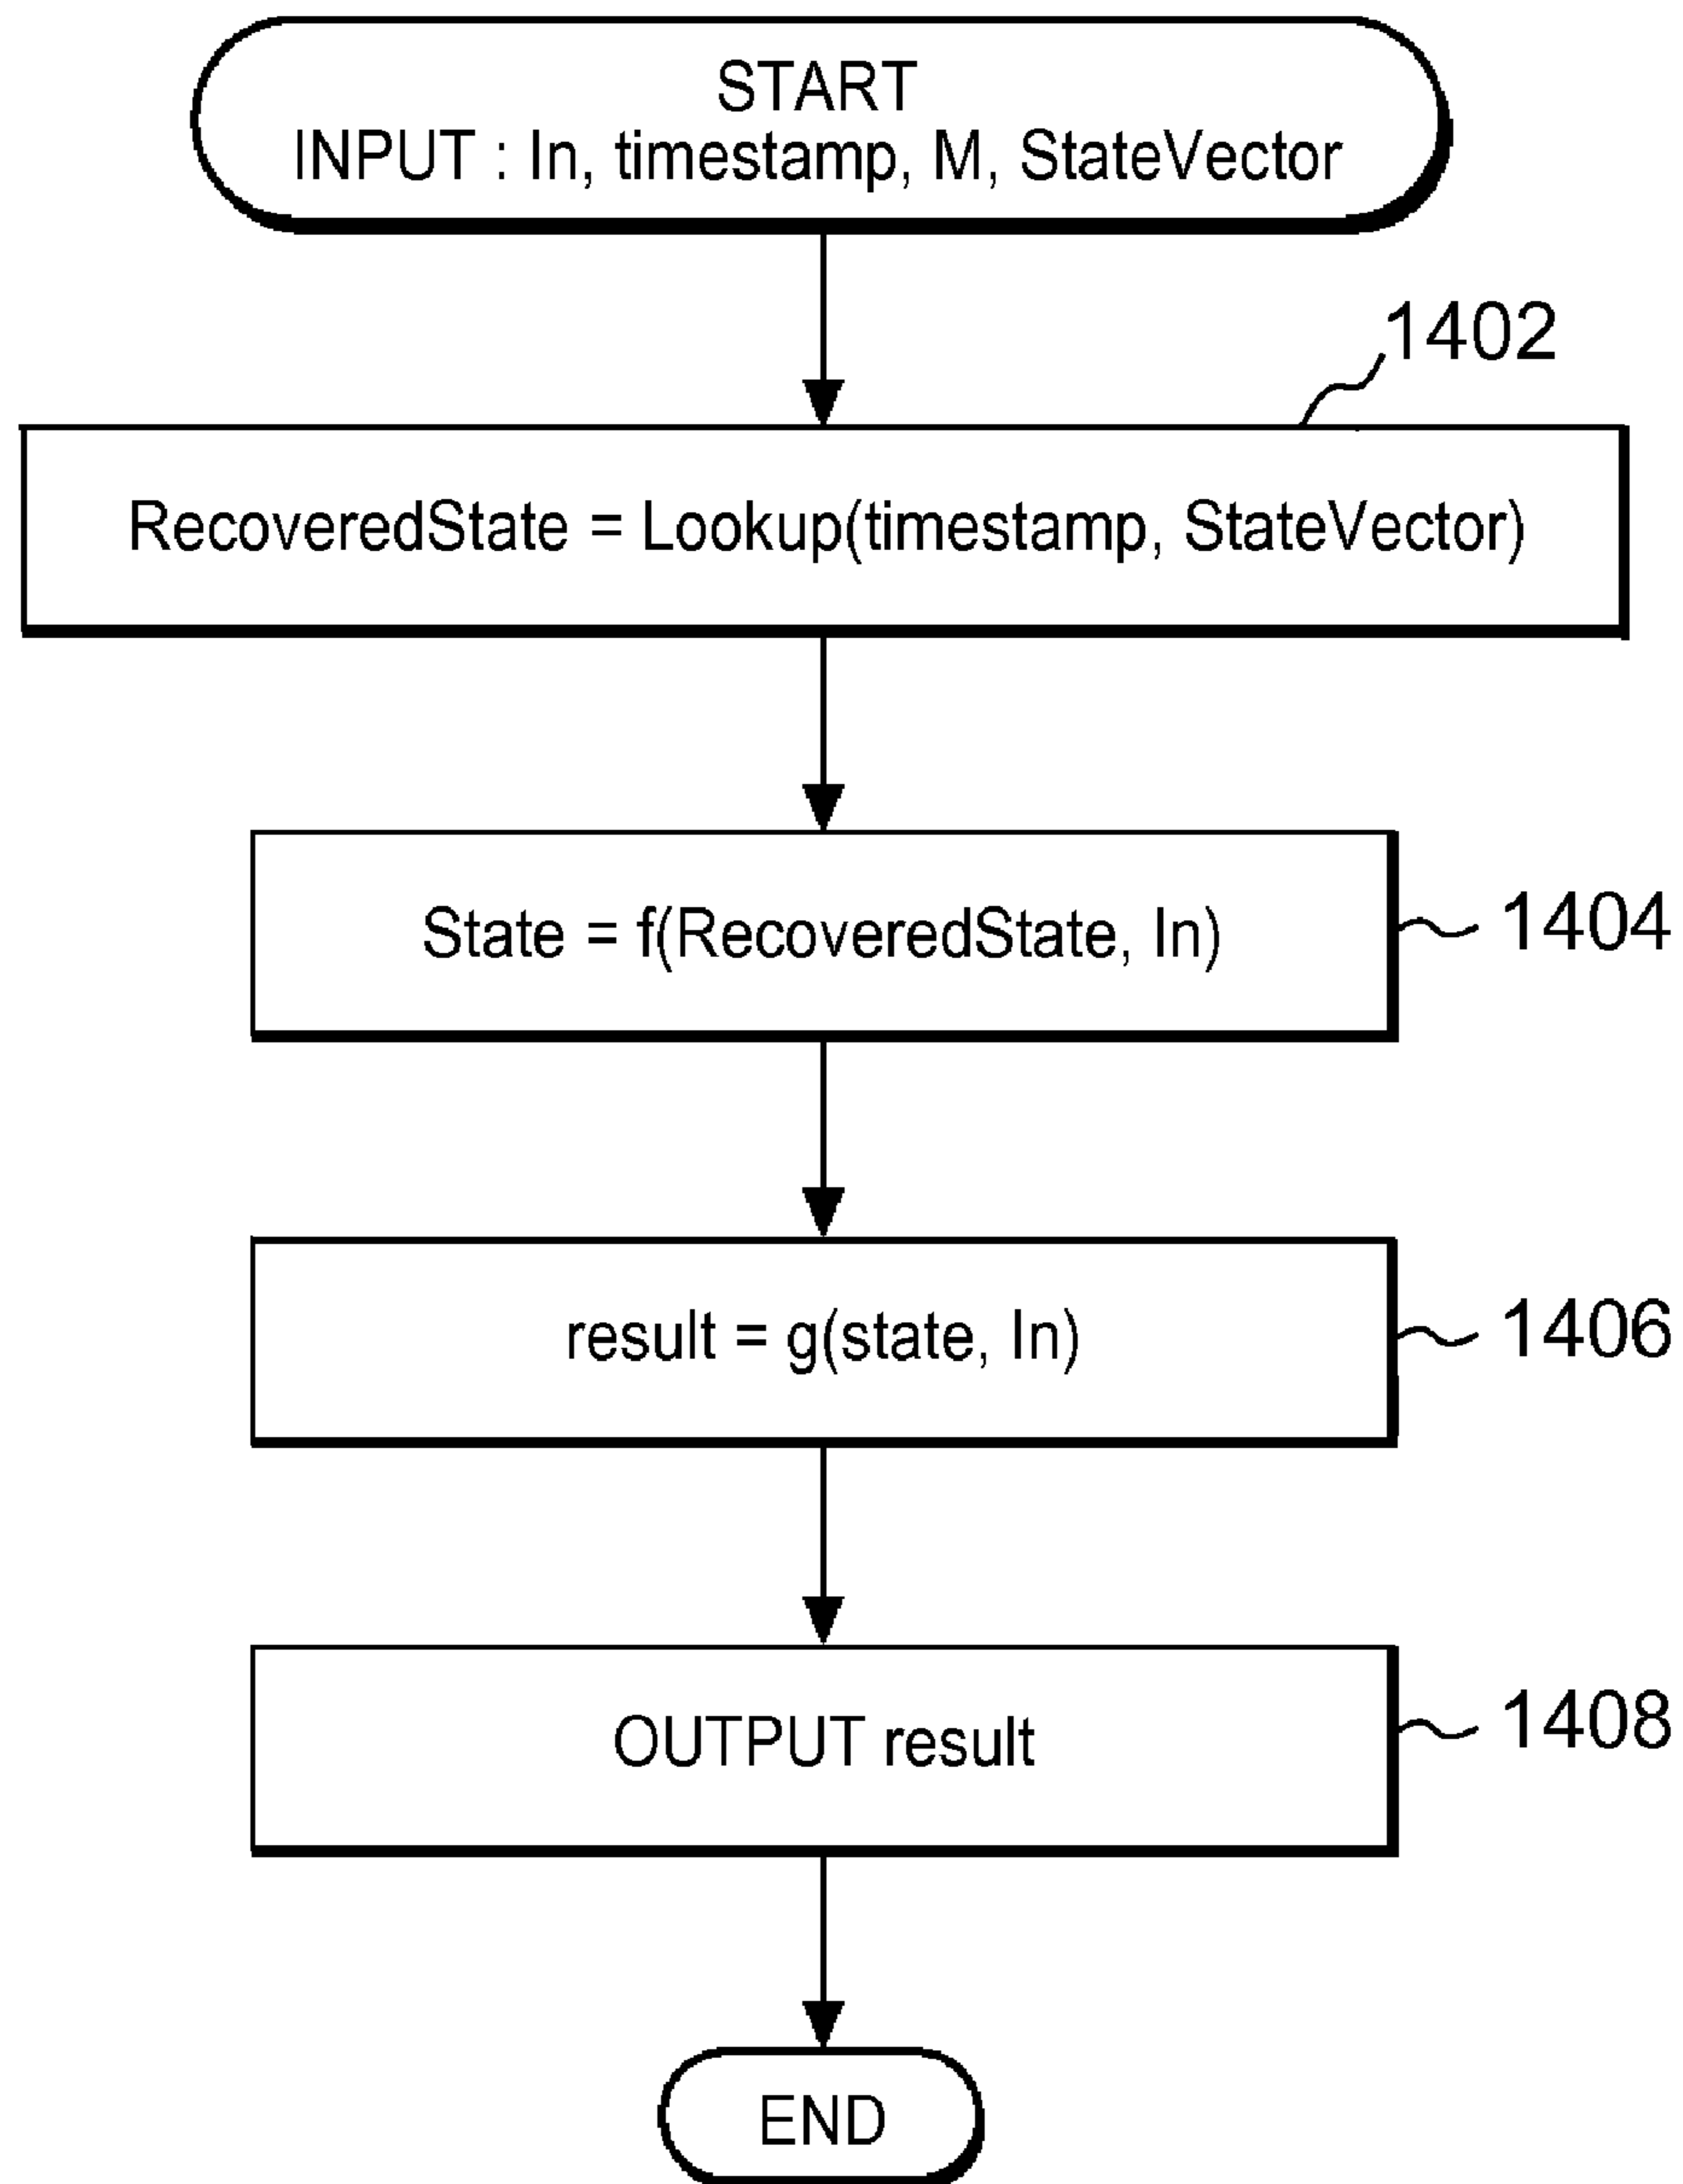 START
INPUT : In, timestamp, M, StateVector
1402
RecoveredState = Lookup(timestamp, StateVector)
State = f(RecoveredState, In)
1404
result = g(state, In)
1406
OUTPUT result
1408
END